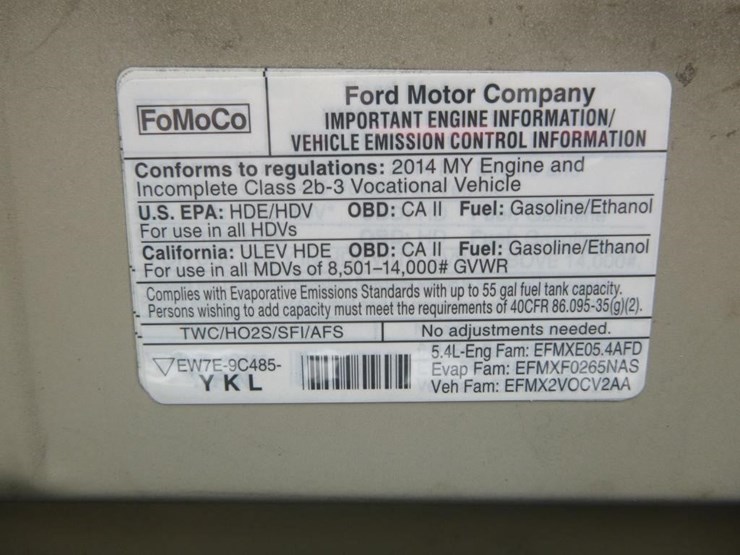 FoMoCo
Ford Motor Company
IMPORTANT ENGINE INFORMATION/
VEHICLE EMISSION CONTROL INFORMATION
Conforms to regulations: 2014 MY Engine and
Incomplete Class 2b-3 Vocational Vehicle
U.S. EPA: HDE/HDV OBD: CA II Fuel: Gasoline/Ethanol
For use in all HDVs
California: ULEV HDE OBD: CA II Fuel: Gasoline/Ethanol
For use in all MDVs of 8,501–14,000# GVWR
Complies with Evaporative Emissions Standards with up to 55 gal fuel tank capacity.
Persons wishing to add capacity must meet the requirements of 40CFR 86.095-35(g)(2).
TWC/HO2S/SFI/AFS No adjustments needed.
EW7E-9C485-
YKL
5.4L-Eng Fam: EFMXE05.4AFD
Evap Fam: EFMXF0265NAS
Veh Fam: EFMX2VOCV2AA